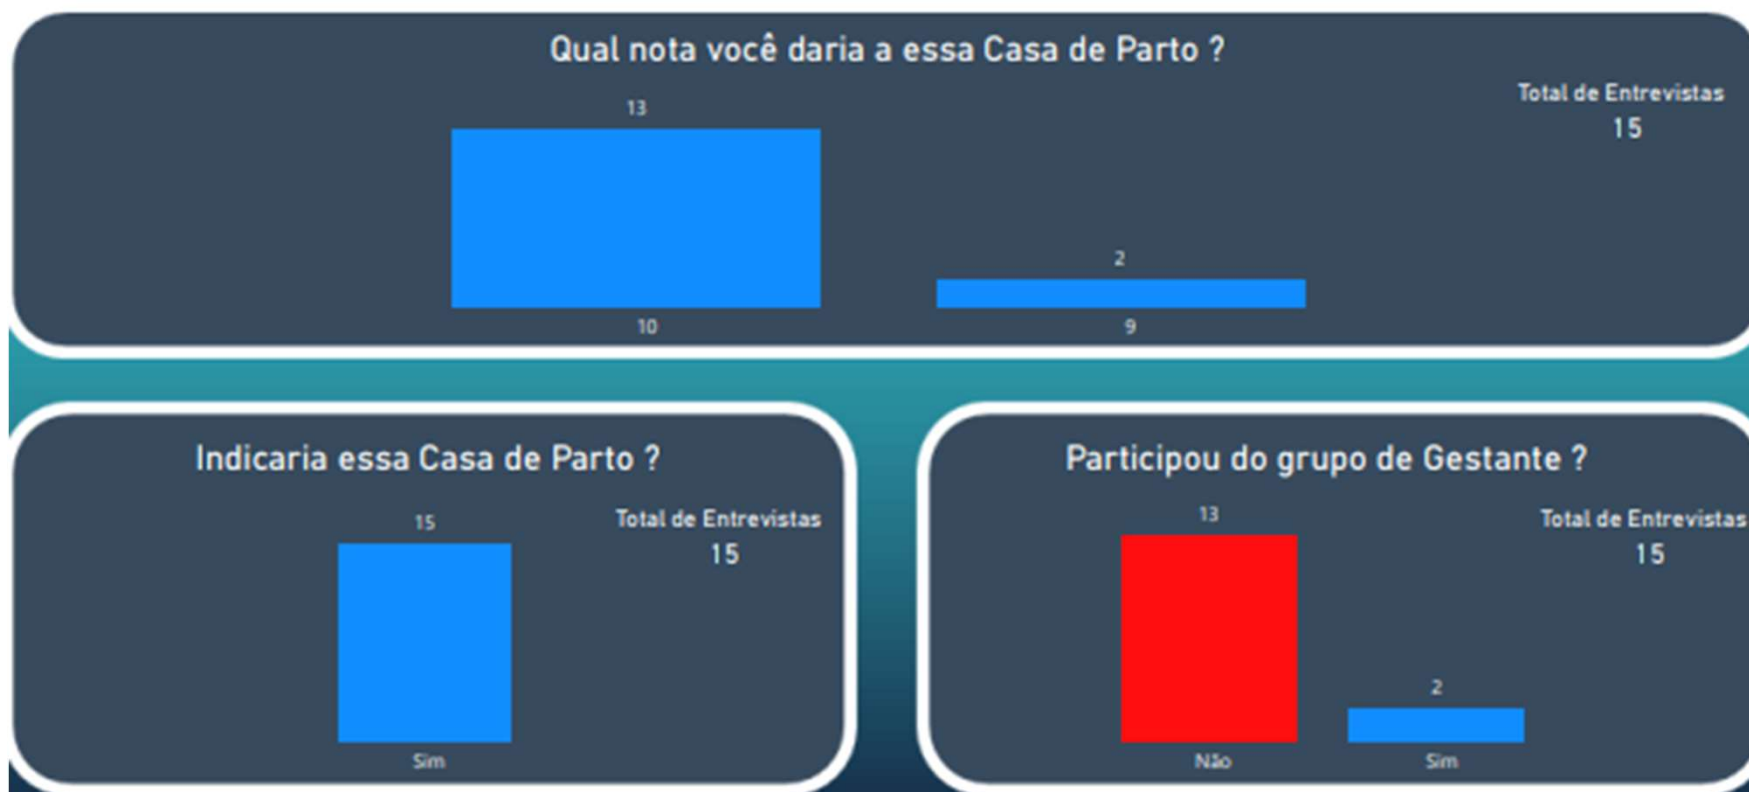 Qual nota você daria a essa Casa de Parto ?
Total de Entrevistas
15
13
2
10
9
Indicaria essa Casa de Parto ?
Total de Entrevistas
15
15
Sim
Participou do grupo de Gestante ?
Total de Entrevistas
15
13
2
Não
Sim